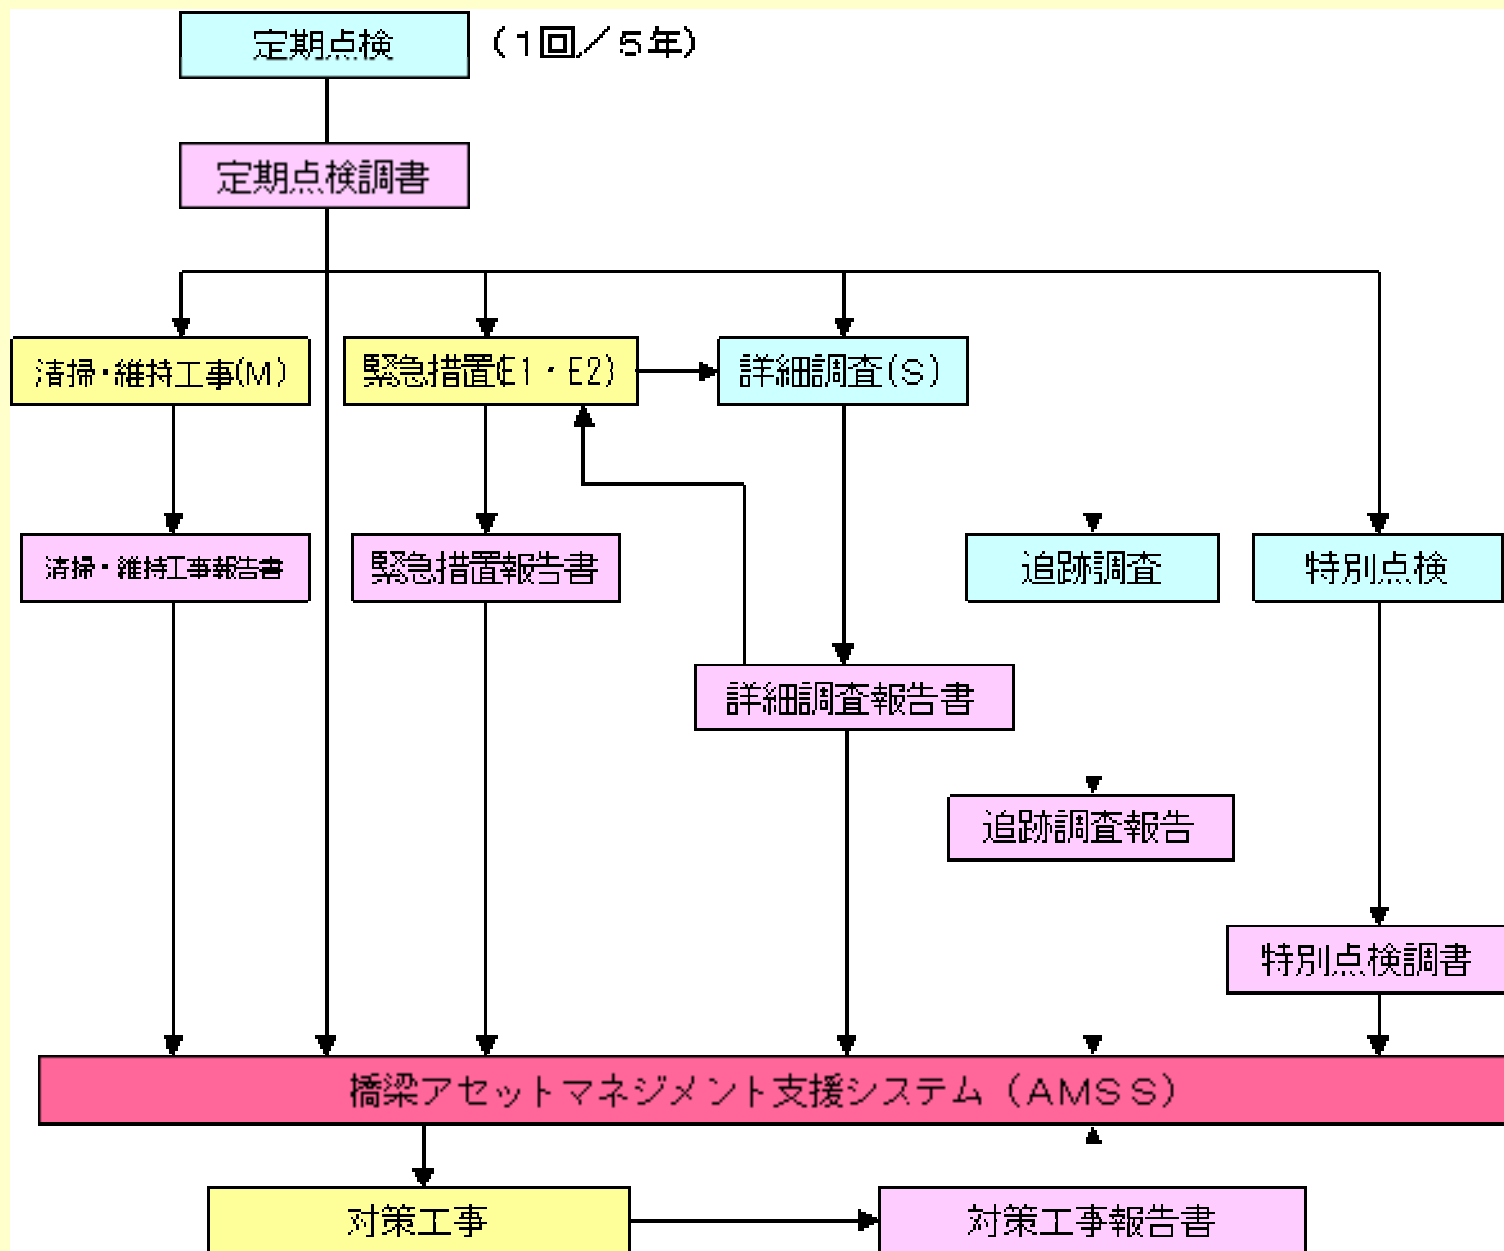 定期点検 (1回／5年)
定期点検調書
清掃・維持工事(M)
緊急措置(E1・E2)
詳細調査(S)
清掃・維持工事報告書
緊急措置報告書
追跡調査
特別点検
詳細調査報告書
追跡調査報告
特別点検調書
橋梁アセットマネジメント支援システム（AMSS）
対策工事
対策工事報告書